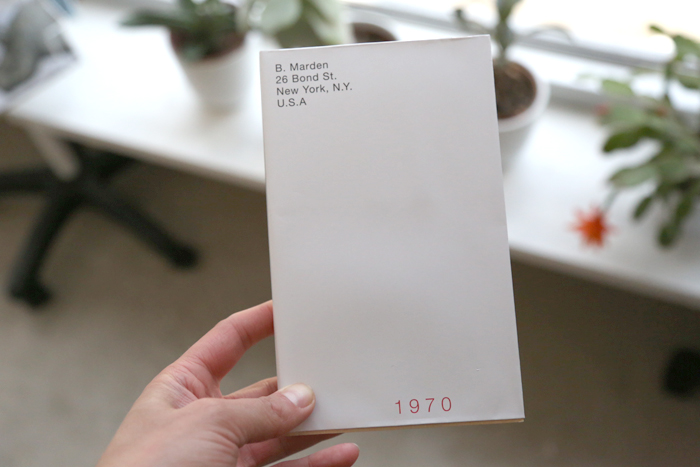 B. Marden
26 Bond St.
New York, N.Y.
U.S.A
1970